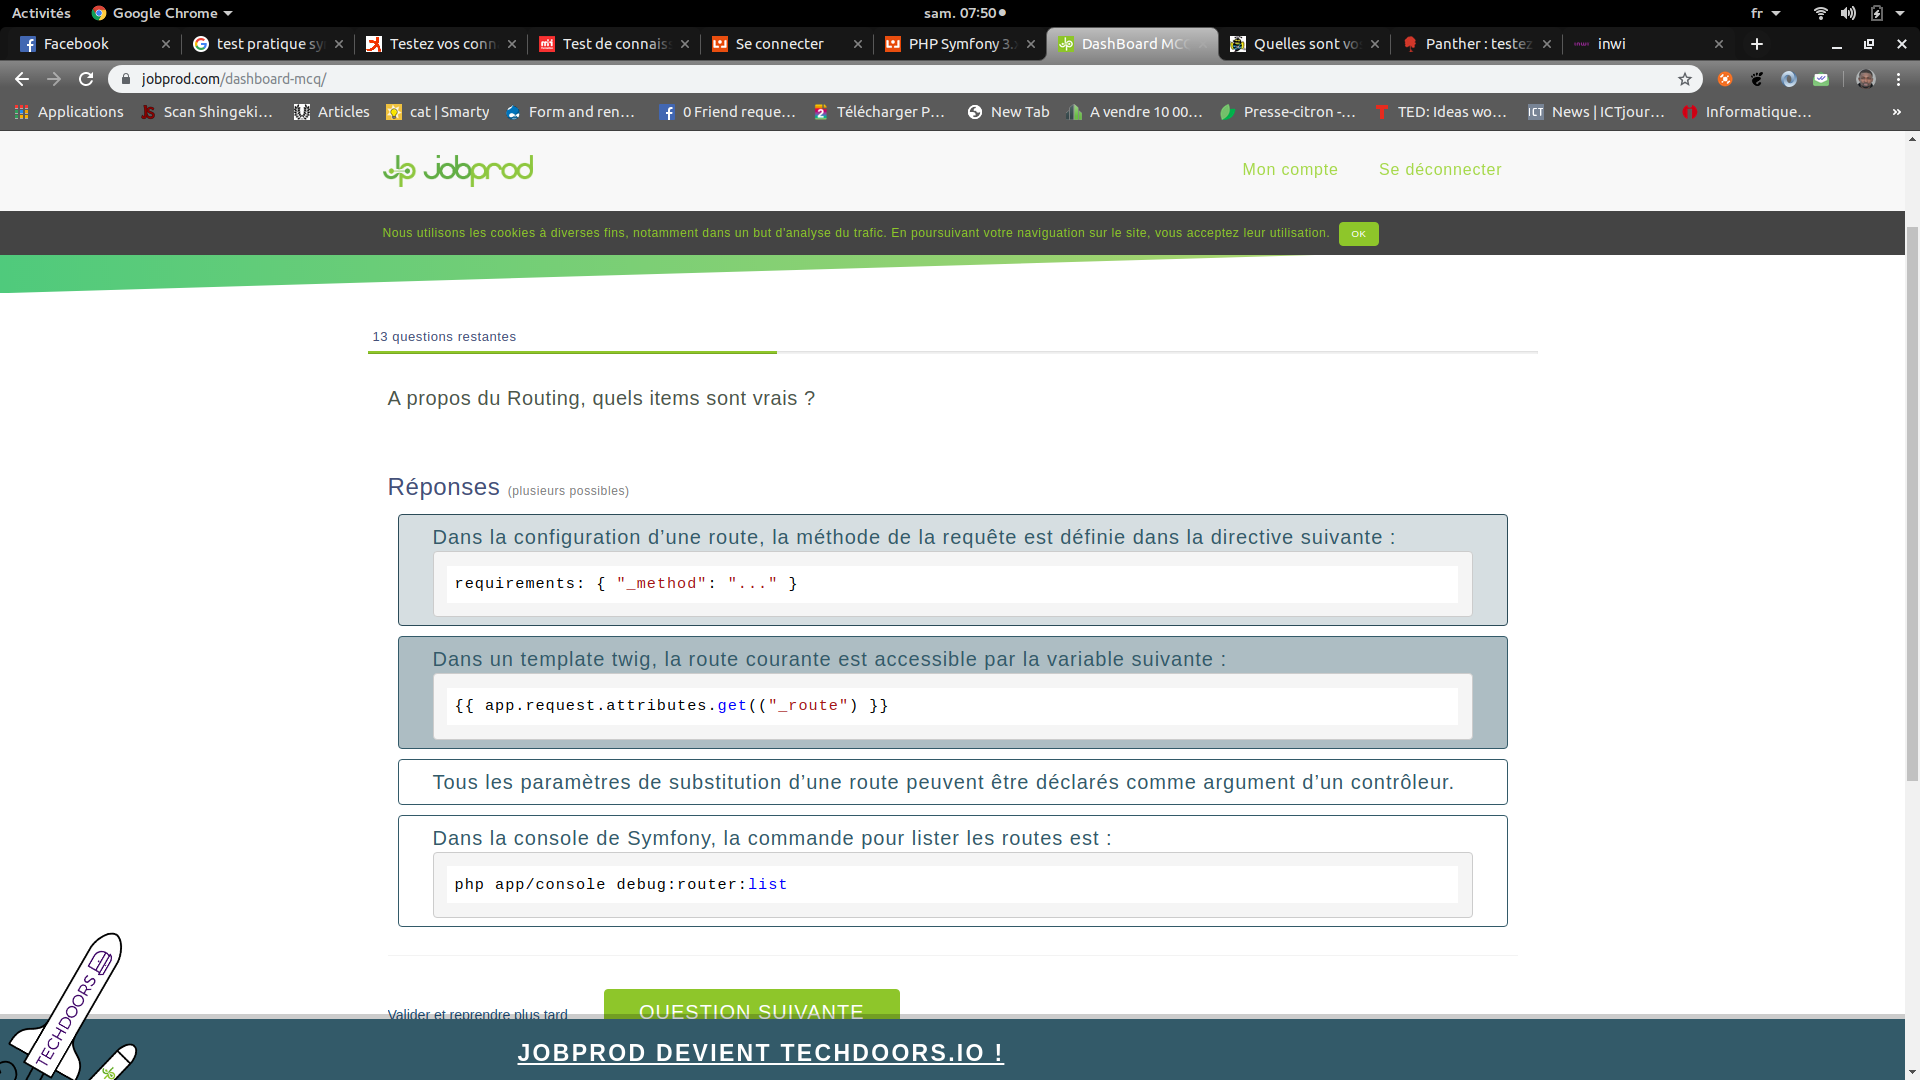 Activités Google Chrome sam. 07:50 fr
Facebook test pratique sy Testez vos conn Test de connais Se connecter PHP Symfony 3. DashBoard MC Quelles sont vo Panther : testez inwi
jobprod.com/dashboard-mcq/
Applications Scan Shingeki... Articles cat | Smarty Form and ren... 0 Friend reque... Télécharger P... New Tab A vendre 10 00... Presse-citron -... TED: Ideas wo... News | ICTjour... Informatique... »
jobprod Mon compte Se déconnecter
Nous utilisons les cookies à diverses fins, notamment dans un but d'analyse du trafic. En poursuivant votre naviguation sur le site, vous acceptez leur utilisation. OK
13 questions restantes
A propos du Routing, quels items sont vrais ?
Réponses (plusieurs possibles)
Dans la configuration d’une route, la méthode de la requête est définie dans la directive suivante :
requirements: { "_method": "..." }
Dans un template twig, la route courante est accessible par la variable suivante :
{{ app.request.attributes.get(("_route") }}
Tous les paramètres de substitution d’une route peuvent être déclarés comme argument d’un contrôleur.
Dans la console de Symfony, la commande pour lister les routes est :
php app/console debug:router:list
Valider et reprendre plus tard QUESTION SUIVANTE
TECHDOORS
JOBPROD DEVIENT TECHDOORS.IO !